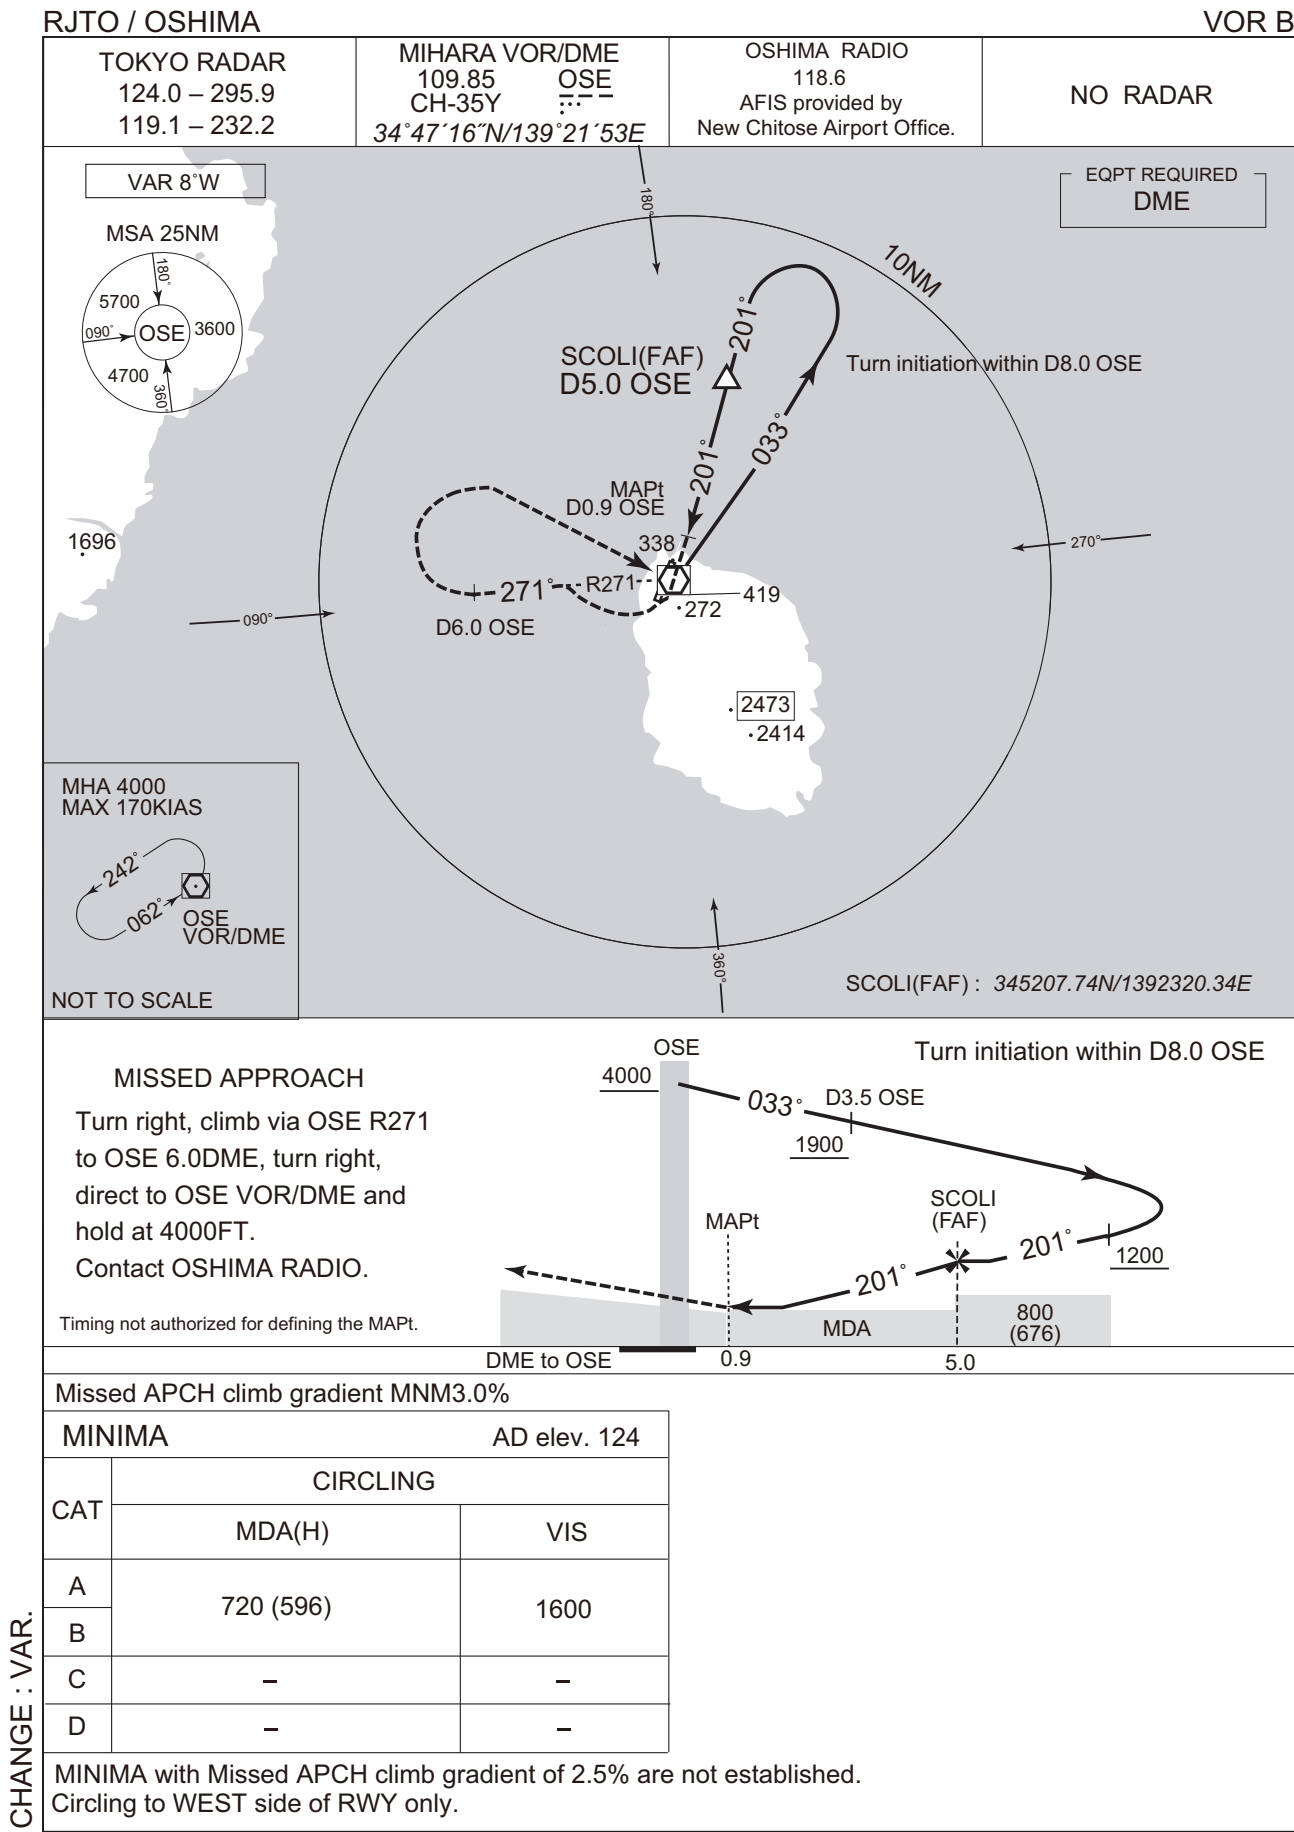 RJTO / OSHIMA
VOR B
TOKYO RADAR
124.0 – 295.9
119.1 – 232.2
MIHARA VOR/DME
109.85 OSE
CH-35Y
34˚47´16˝N/139˚21´53E
OSHIMA RADIO
118.6
AFIS provided by
New Chitose Airport Office.
NO RADAR
VAR 8˚W
EQPT REQUIRED
DME
MSA 25NM
180˚
5700
3600
090˚
OSE
4700
360˚
180˚
10NM
201˚
SCOLI(FAF)
D5.0 OSE
Turn initiation within D8.0 OSE
033˚
201˚
MAPt
D0.9 OSE
1696
338
270˚
271˚
R271
419
272
090˚
D6.0 OSE
2473
2414
MHA 4000
MAX 170KIAS
242˚
062˚
OSE
VOR/DME
NOT TO SCALE
360˚
SCOLI(FAF) : 345207.74N/1392320.34E
MISSED APPROACH
Turn right, climb via OSE R271
to OSE 6.0DME, turn right,
direct to OSE VOR/DME and
hold at 4000FT.
Contact OSHIMA RADIO.
Timing not authorized for defining the MAPt.
OSE
Turn initiation within D8.0 OSE
4000
033˚
D3.5 OSE
1900
MAPt
SCOLI
(FAF)
201˚
1200
201˚
MDA
800
(676)
DME to OSE
0.9
5.0
Missed APCH climb gradient MNM3.0%
MINIMA
AD elev. 124
CAT
CIRCLING
MDA(H)
VIS
A
720 (596)
1600
B
C
–
–
D
–
–
MINIMA with Missed APCH climb gradient of 2.5% are not established.
Circling to WEST side of RWY only.
CHANGE : VAR.